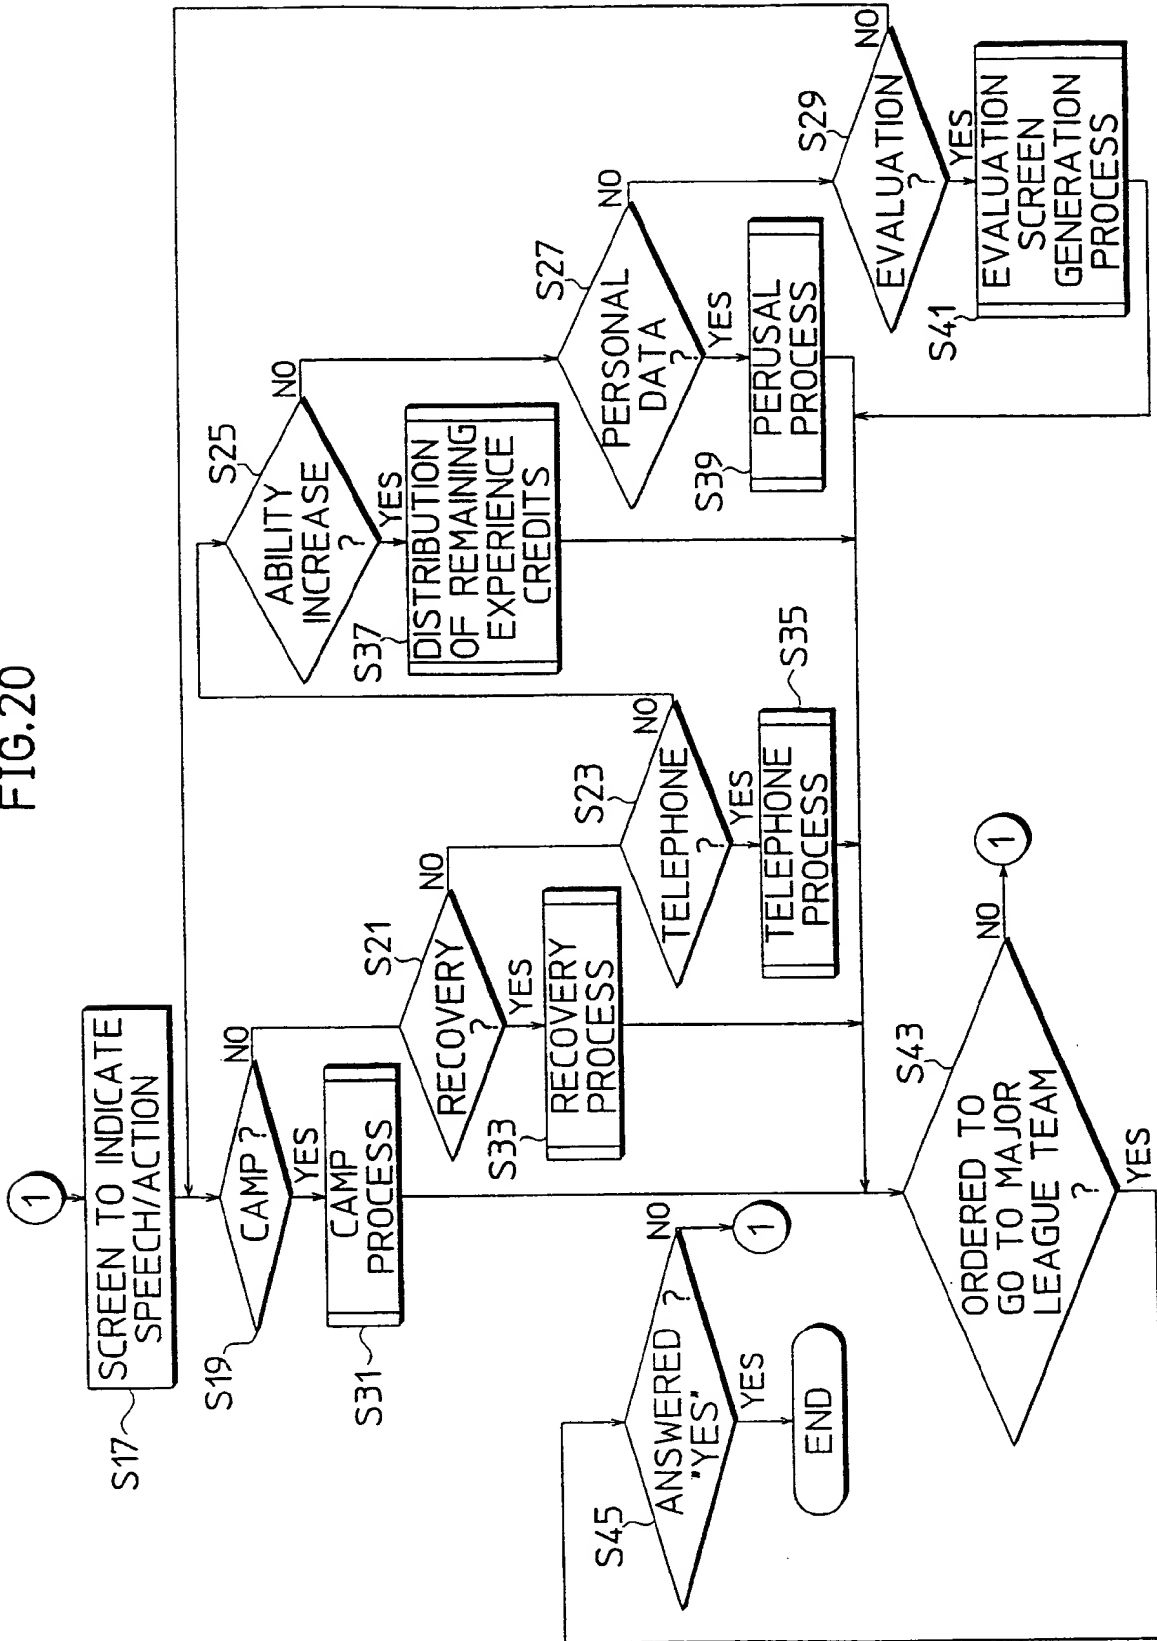 FIG.20
1
S17
SCREEN TO INDICATE
SPEECH/ACTION
S19
CAMP ?
NO
YES
S31
CAMP
PROCESS
S21
RECOVERY
?
NO
YES
S33
RECOVERY
PROCESS
S23
TELEPHONE
?
NO
YES
S35
TELEPHONE
PROCESS
S25
ABILITY
INCREASE
?
NO
YES
S37
DISTRIBUTION
OF REMAINING
EXPERIENCE
CREDITS
S27
PERSONAL
DATA
?
NO
YES
S39
PERUSAL
PROCESS
S29
EVALUATION
?
NO
YES
S41
EVALUATION
SCREEN
GENERATION
PROCESS
S43
ORDERED TO
GO TO MAJOR
LEAGUE TEAM
?
NO
1
YES
S45
ANSWERED ?
"YES"
NO
1
YES
END